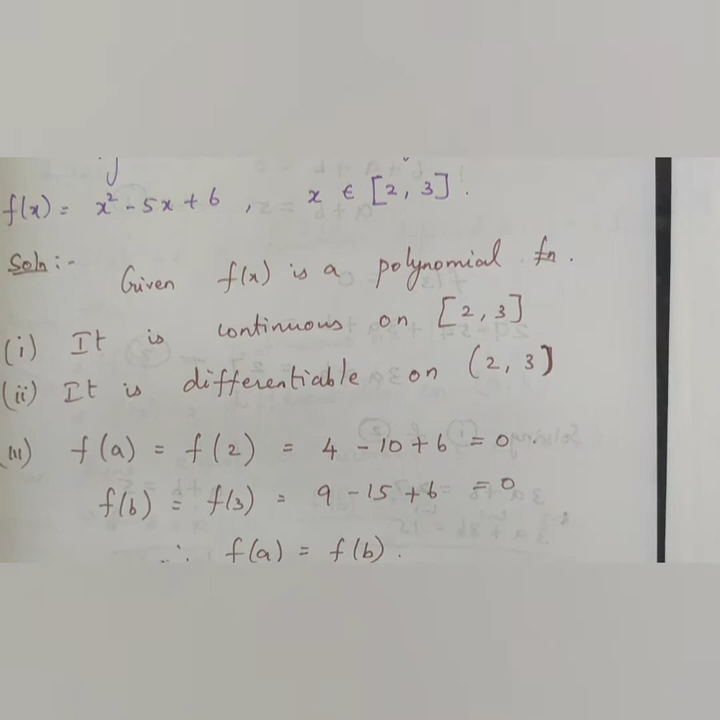 f(x) = x² - 5x + 6 , x ∈ [2, 3].
Soln :- Given f(x) is a polynomial fn.
(i) It is continuous on [2, 3]
(ii) It is differentiable on (2, 3)
(iii) f(a) = f(2) = 4 - 10 + 6 = 0.
f(b) = f(3) = 9 - 15 + 6 = 0
∴ f(a) = f(b).